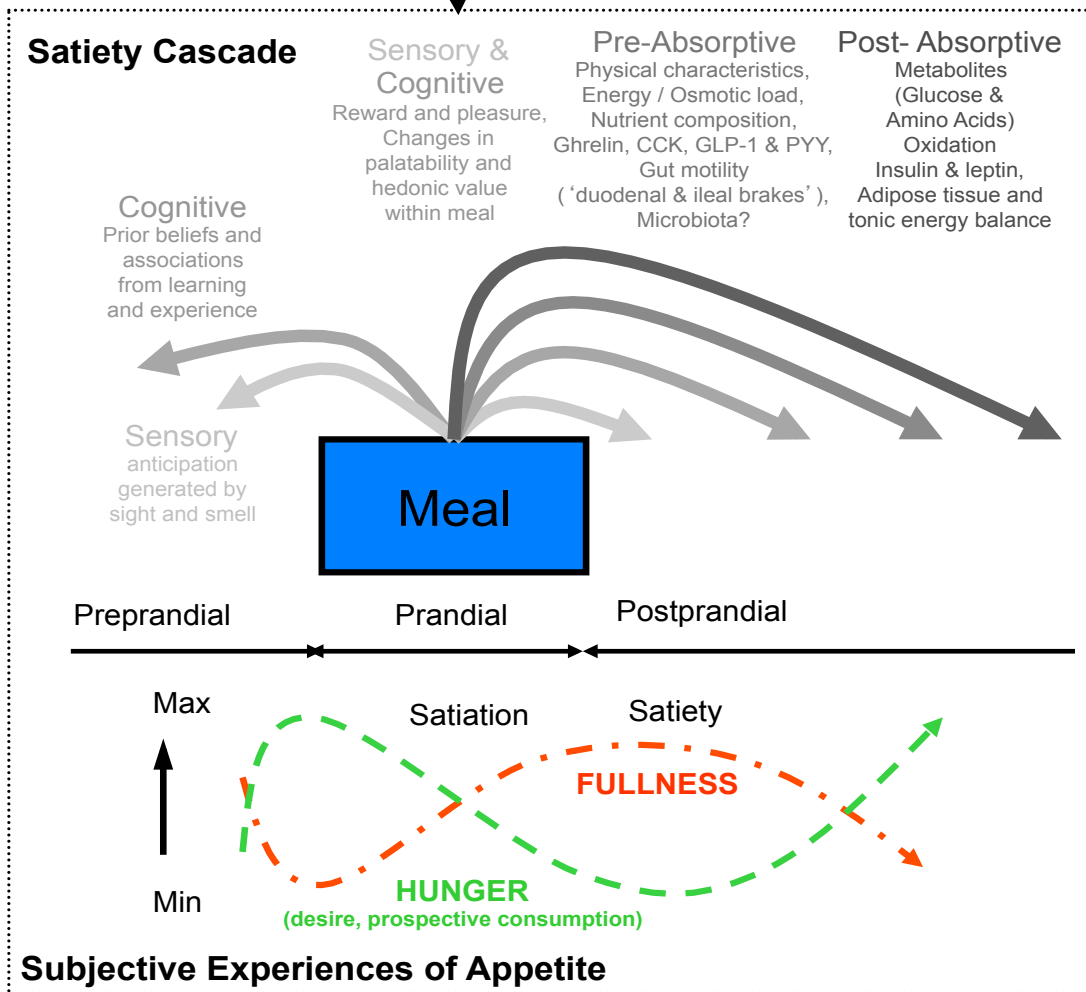 Satiety Cascade
Sensory &
Cognitive
Reward and pleasure,
Changes in
palatability and
hedonic value
within meal
Pre-Absorptive
Physical characteristics,
Energy / Osmotic load,
Nutrient composition,
Ghrelin, CCK, GLP-1 & PYY,
Gut motility
( ‘duodenal & ileal brakes’ ),
Microbiota?
Post- Absorptive
Metabolites
(Glucose &
Amino Acids)
Oxidation
Insulin & leptin,
Adipose tissue and
tonic energy balance
Cognitive
Prior beliefs and
associations
from learning
and experience
Sensory
anticipation
generated by
sight and smell
Meal
Preprandial
Prandial
Postprandial
Max
Satiation
Satiety
FULLNESS
Min
HUNGER
(desire, prospective consumption)
Subjective Experiences of Appetite